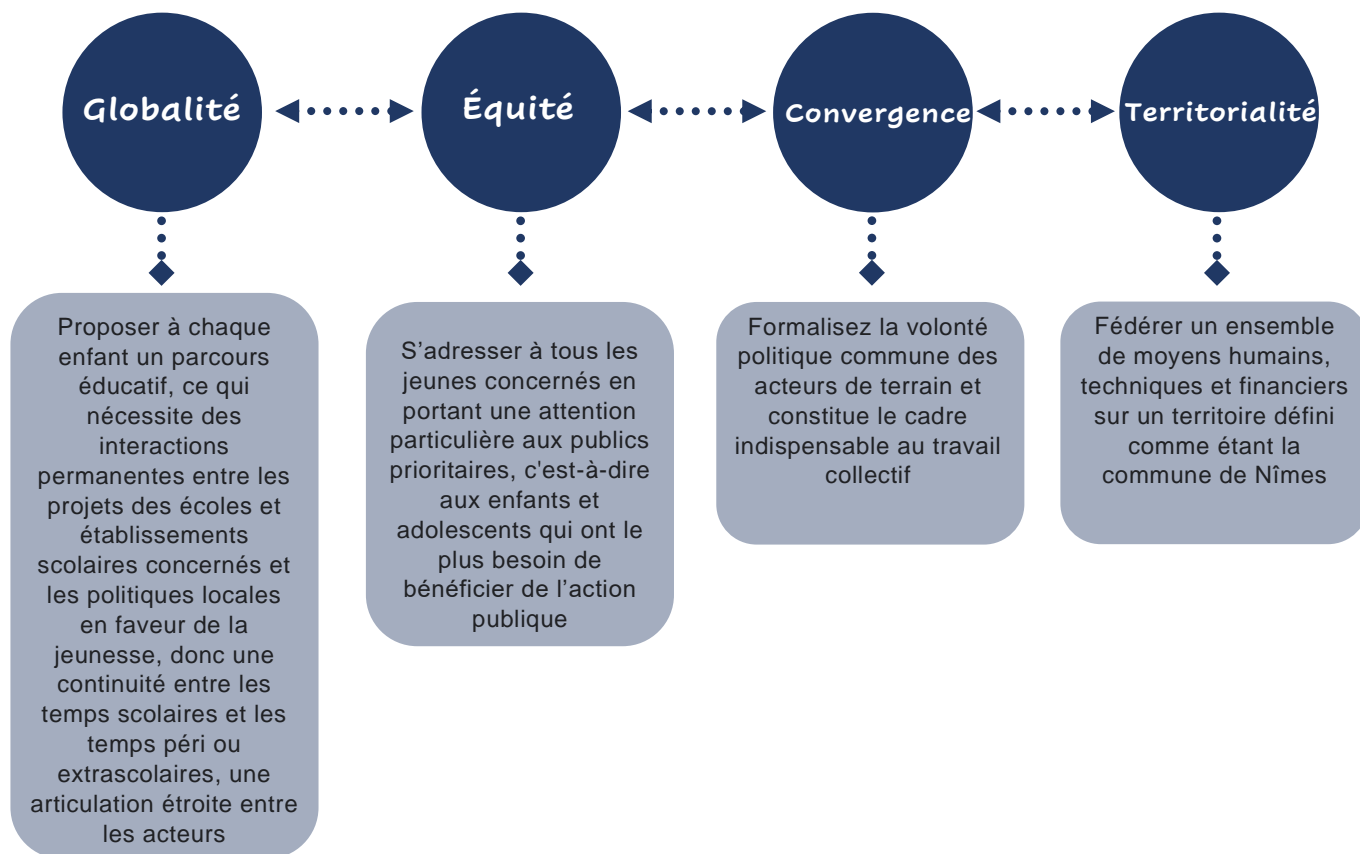 Globalité
Équité
Convergence
Territorialité
Proposer à chaque
enfant un parcours
éducatif, ce qui
nécessite des
interactions
permanentes entre les
projets des écoles et
établissements
scolaires concernés et
les politiques locales
en faveur de la
jeunesse, donc une
continuité entre les
temps scolaires et les
temps péri ou
extrascolaires, une
articulation étroite entre
les acteurs
S’adresser à tous les
jeunes concernés en
portant une attention
particulière aux publics
prioritaires, c'est-à-dire
aux enfants et
adolescents qui ont le
plus besoin de
bénéficier de l’action
publique
Formalisez la volonté
politique commune des
acteurs de terrain et
constitue le cadre
indispensable au travail
collectif
Fédérer un ensemble
de moyens humains,
techniques et financiers
sur un territoire défini
comme étant la
commune de Nîmes